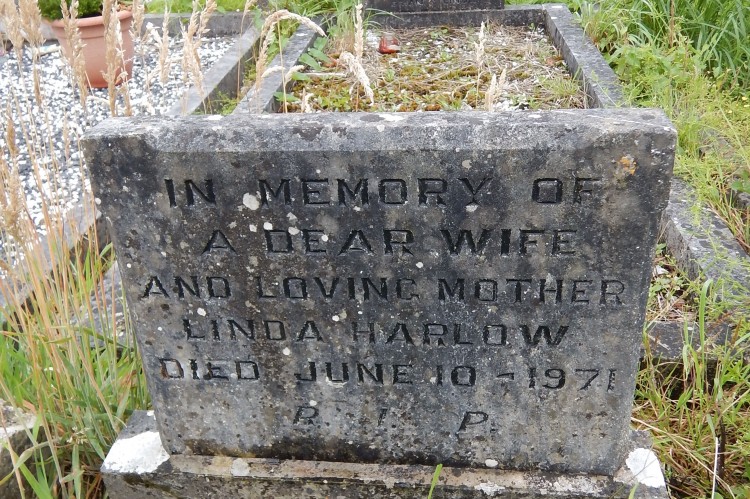 IN MEMORY OF
A DEAR WIFE
AND LOVING MOTHER
LINDA HARLOW
DIED JUNE 10 - 1971
R. I. P.